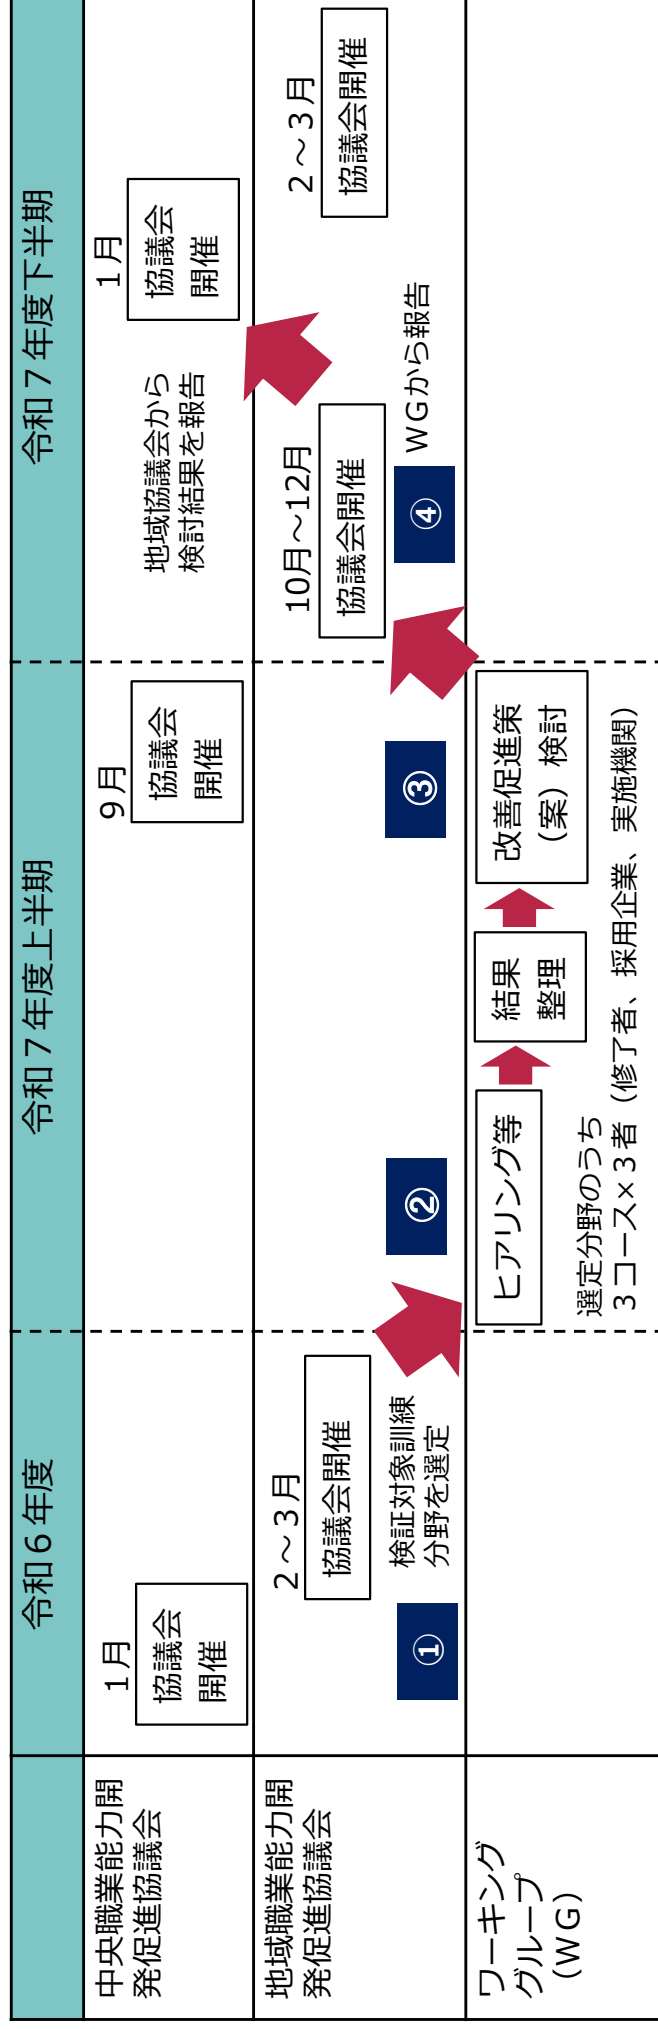 令和６年度
令和７年度上半期
令和７年度下半期
中央職業能力開
発促進協議会
１月
協議会
開催
９月
協議会
開催
地域協議会から
検討結果を報告
１月
協議会
開催
地域職業能力開
発促進協議会
２～３月
協議会開催
検証対象訓練
分野を選定
①
②
③
10月～12月
協議会開催
④
ＷＧから報告
２～３月
協議会開催
ワーキング
グループ
（ＷＧ）
ヒアリング等
結果
整理
改善促進策
（案）検討
選定分野のうち
３コース×３者（修了者、採用企業、実施機関）